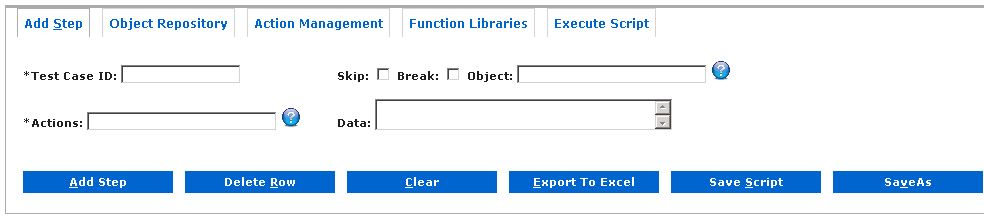 Add Step Object Repository Action Management Function Libraries Execute Script
*Test Case ID: Skip: Break: Object: ?
*Actions: ? Data:
Add Step Delete Row Clear Export To Excel Save Script SaveAs